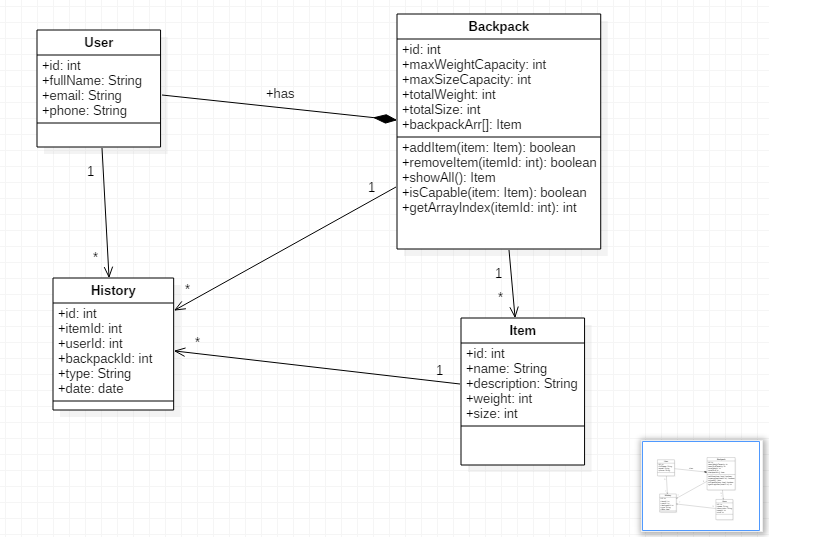 User
+id: int
+fullName: String
+email: String
+phone: String
+has
Backpack
+id: int
+maxWeightCapacity: int
+maxSizeCapacity: int
+totalWeight: int
+totalSize: int
+backpackArr[]: Item
+addItem(item: Item): boolean
+removeItem(itemId: int): boolean
+showAll(): Item
+isCapable(item: Item): boolean
+getArrayIndex(itemId: int): int
1
*
1
*
1
*
History
+id: int
+itemId: int
+userId: int
+backpackId: int
+type: String
+date: date
*
1
Item
+id: int
+name: String
+description: String
+weight: int
+size: int